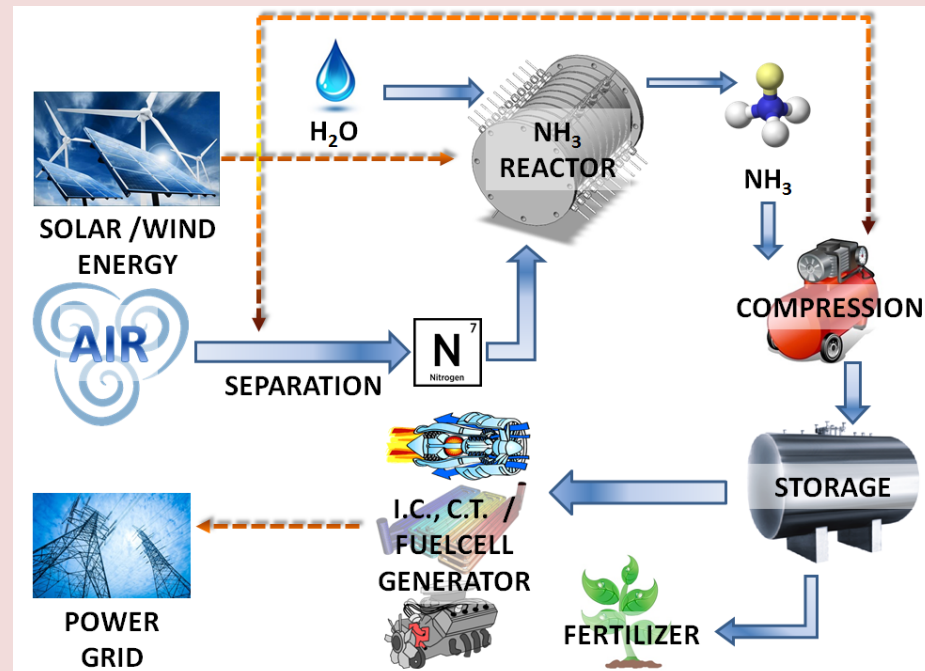 H₂O
NH₃
REACTOR
NH₃
SOLAR /WIND
ENERGY
COMPRESSION
AIR
SEPARATION
7
N
Nitrogen
STORAGE
I.C., C.T. /
FUELCELL
GENERATOR
POWER
GRID
FERTILIZER